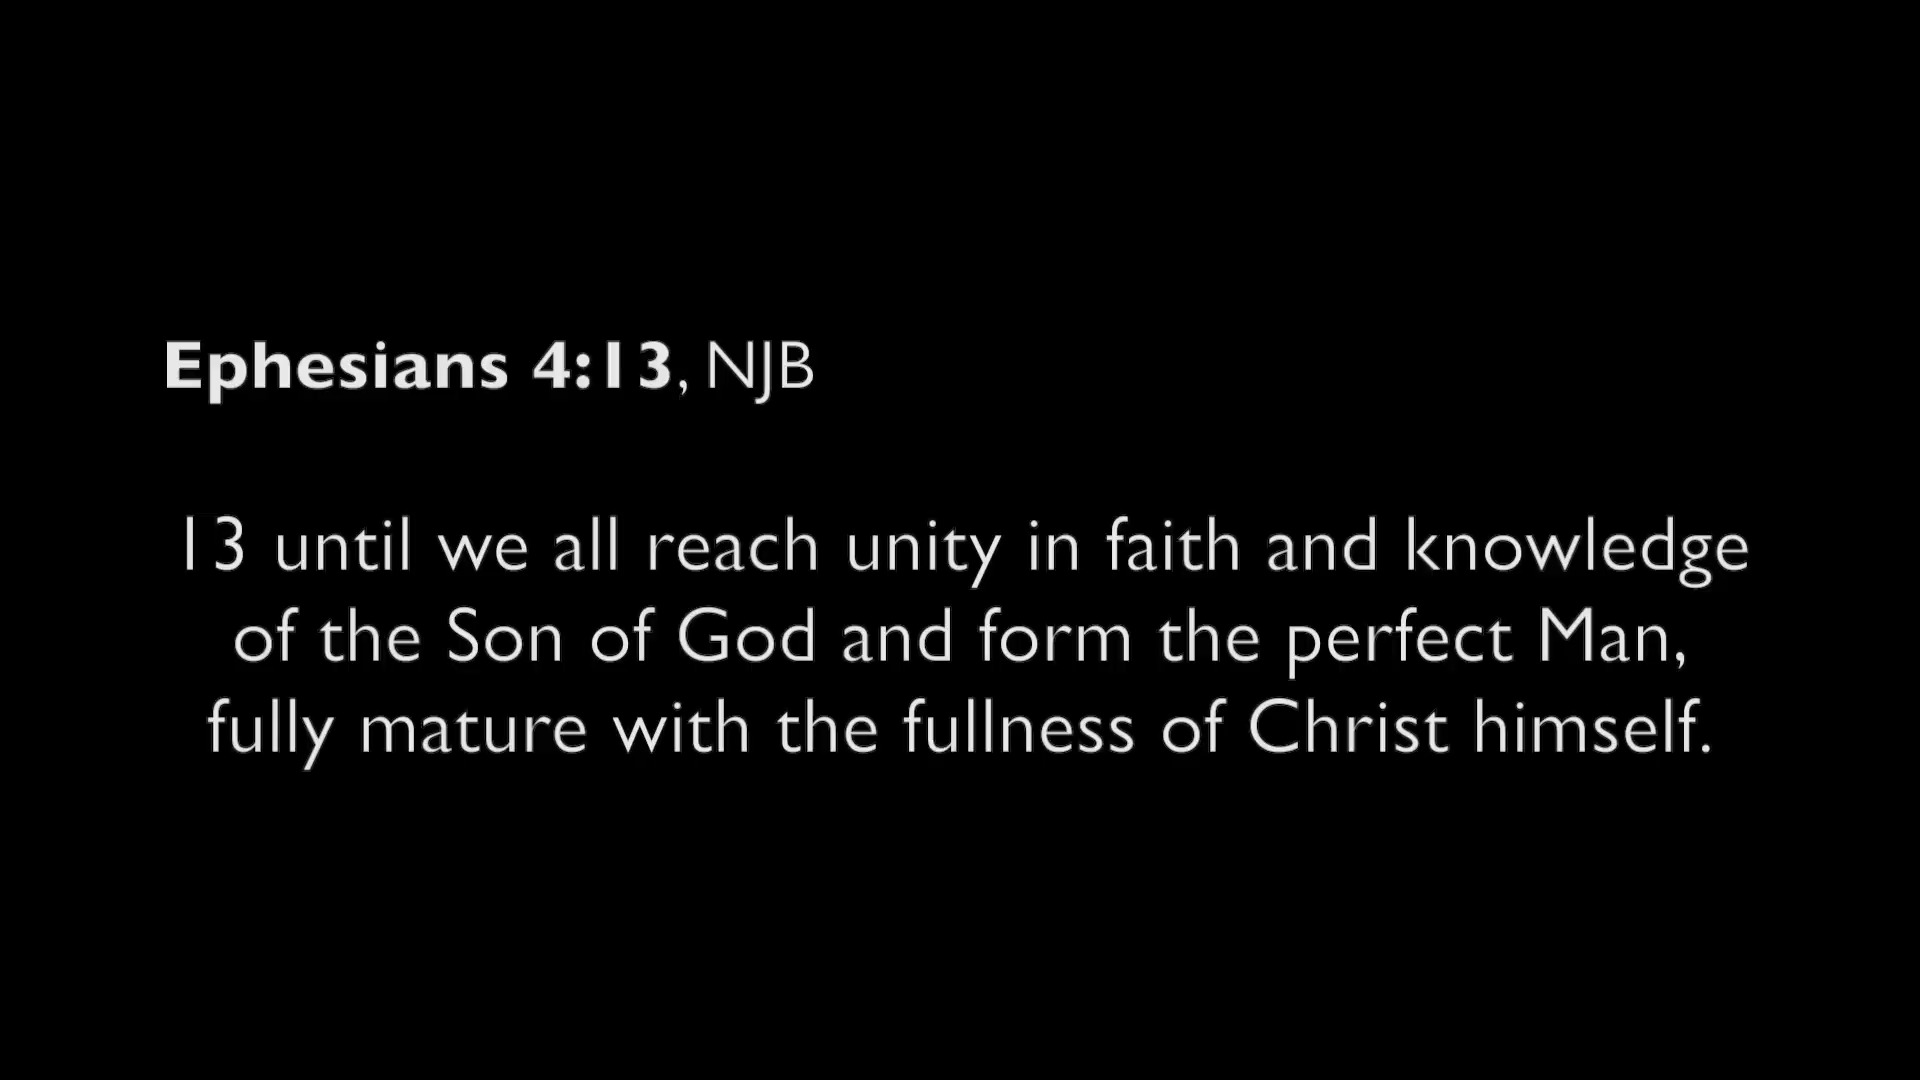 Ephesians 4:13, NJB
13 until we all reach unity in faith and knowledge
of the Son of God and form the perfect Man,
fully mature with the fullness of Christ himself.